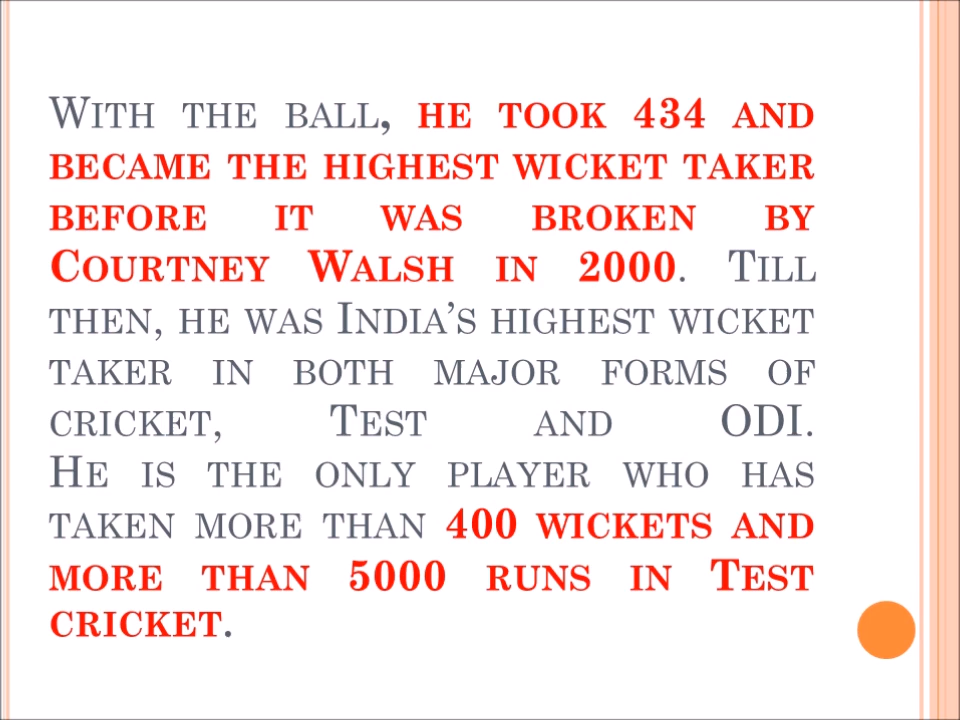 WITH THE BALL, HE TOOK 434 AND
BECAME THE HIGHEST WICKET TAKER
BEFORE IT WAS BROKEN BY
COURTNEY WALSH IN 2000. TILL
THEN, HE WAS INDIA'S HIGHEST WICKET
TAKER IN BOTH MAJOR FORMS OF
CRICKET, TEST AND ODI.
HE IS THE ONLY PLAYER WHO HAS
TAKEN MORE THAN 400 WICKETS AND
MORE THAN 5000 RUNS IN TEST
CRICKET.